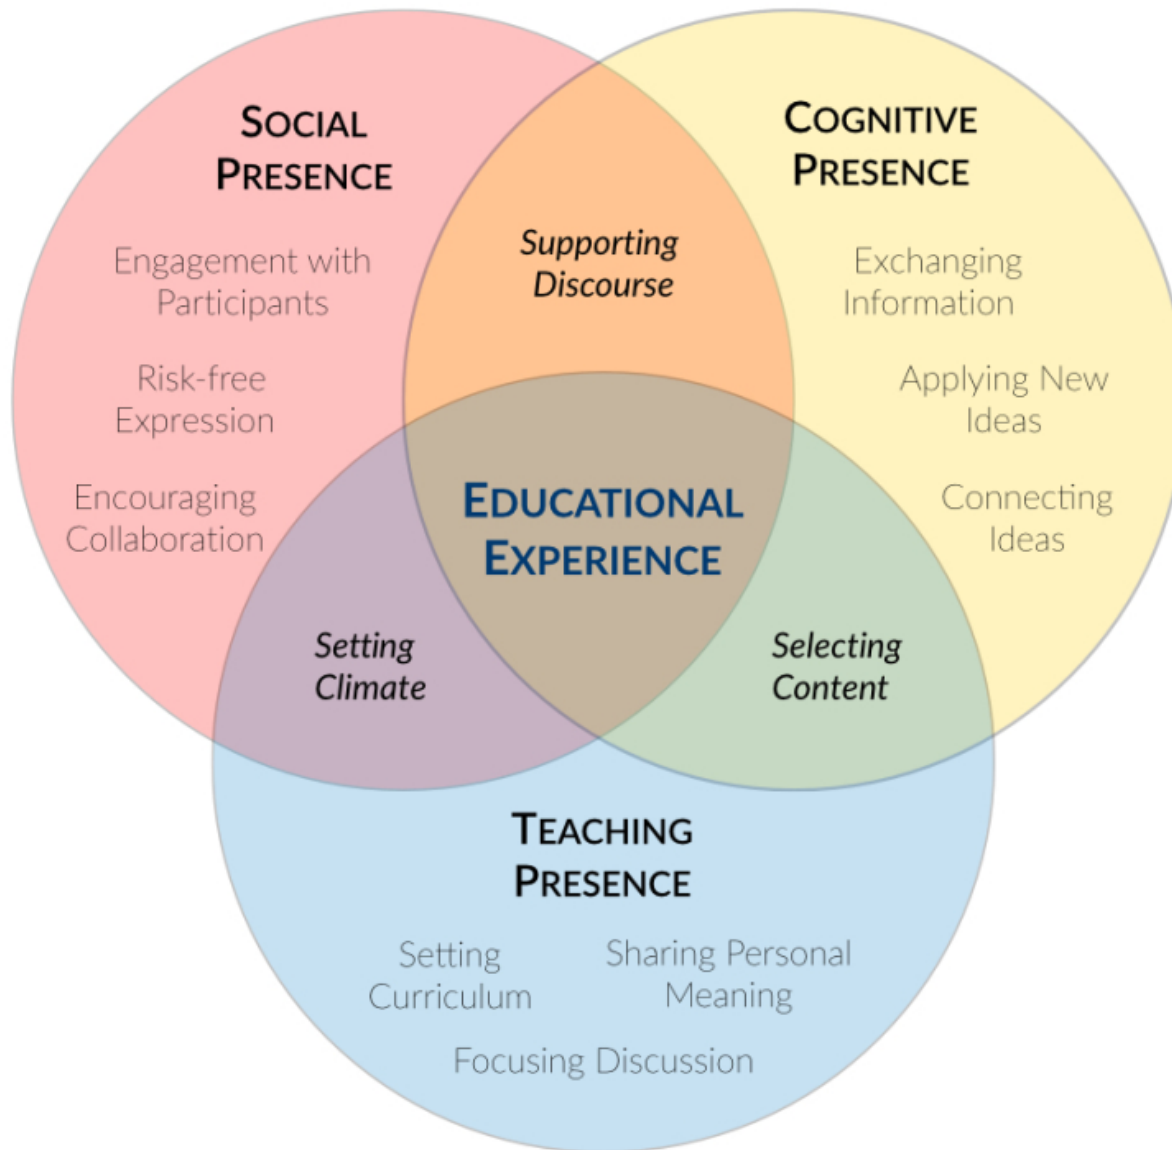 SOCIAL
PRESENCE
Engagement with
Participants
Risk-free
Expression
Encouraging
Collaboration
Supporting
Discourse
COGNITIVE
PRESENCE
Exchanging
Information
Applying New
Ideas
Connecting
Ideas
EDUCATIONAL
EXPERIENCE
Setting
Climate
Selecting
Content
TEACHING
PRESENCE
Setting
Curriculum
Sharing Personal
Meaning
Focusing Discussion